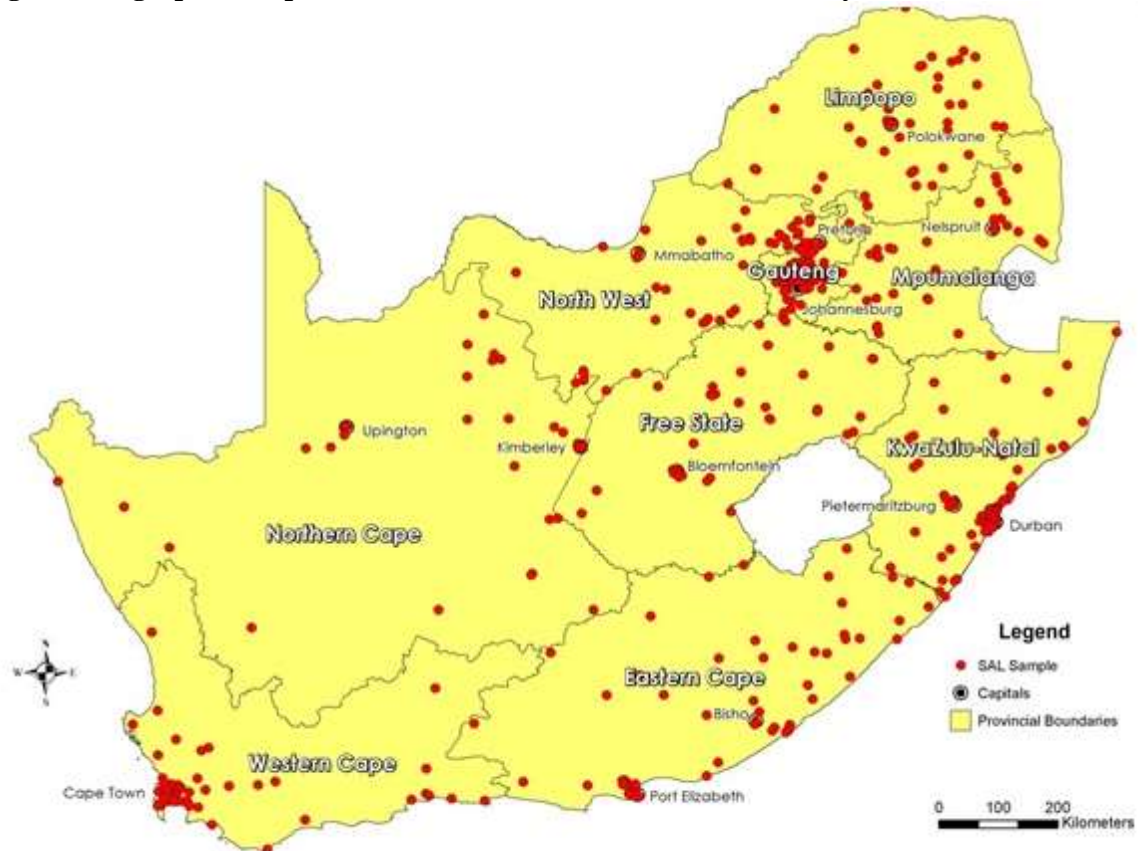 Limpopo
Polokwane
Pretoria
Nelspruit
Mmabatho
Gauteng
Mpumalanga
North West
Johannesburg
Free State
Upington
Kimberley
KwaZulu-Natal
Bloemfontein
Pietermaritzburg
Northern Cape
Durban
Legend
N
W E
S
SAL Sample
Eastern Cape
Capitals
Bisho
Provincial Boundaries
Western Cape
Cape Town
Port Elizabeth
0 100 200
Kilometers